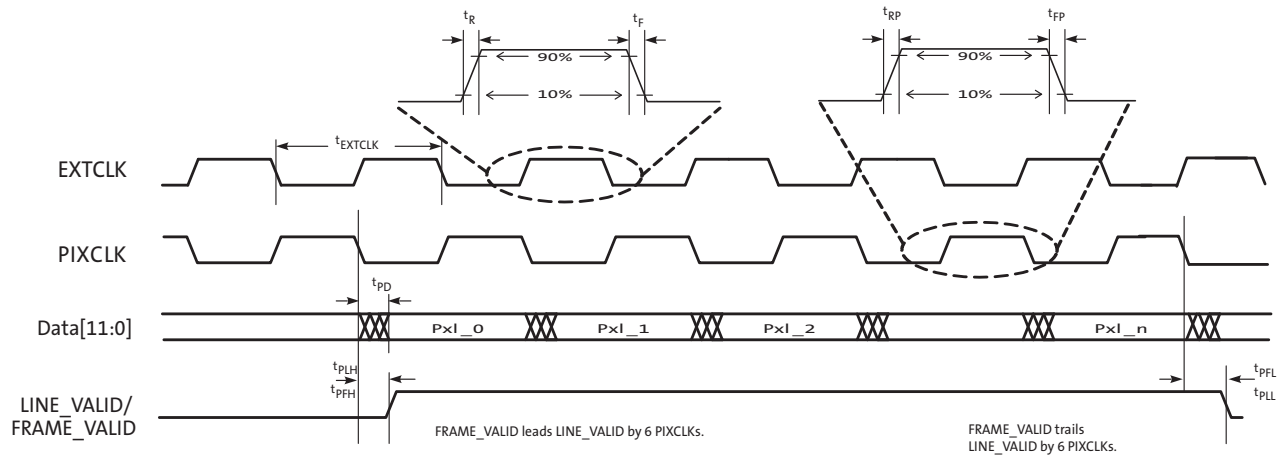 tR
tF
tRP
tFP
90%
90%
10%
10%
tEXTCLK
EXTCLK
PIXCLK
tPD
Data[11:0]
Pxl_0
Pxl_1
Pxl_2
Pxl_n
tPLH
tPFH
tPFL
tPLL
LINE_VALID/
FRAME_VALID
FRAME_VALID leads LINE_VALID by 6 PIXCLKs.
FRAME_VALID trails
LINE_VALID by 6 PIXCLKs.